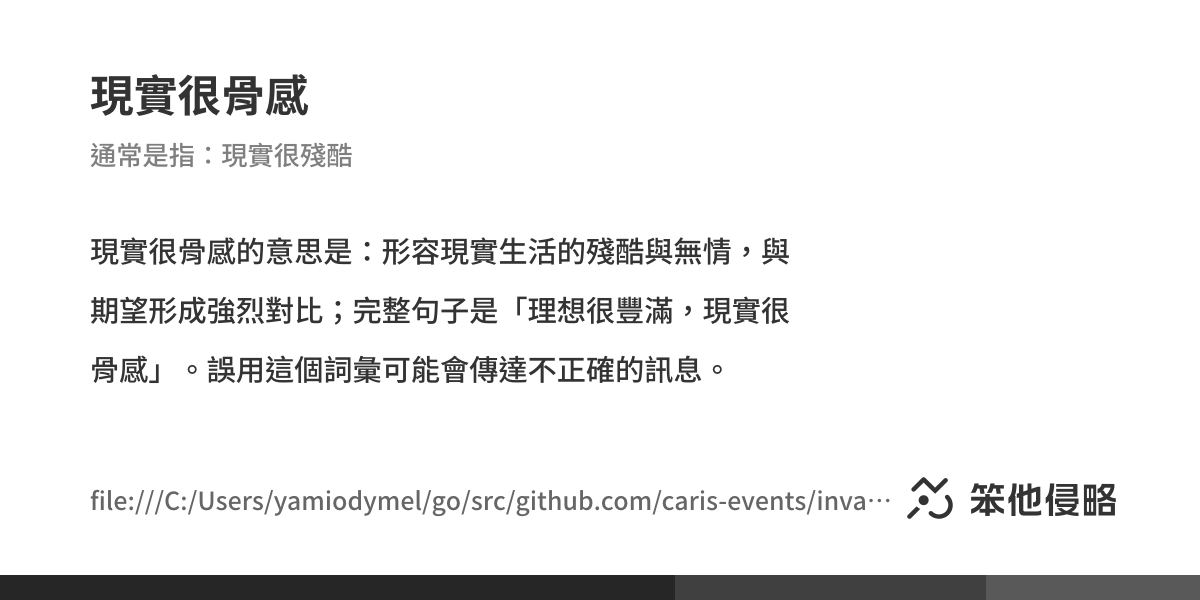 現實很骨感
通常是指：現實很殘酷
現實很骨感的意思是：形容現實生活的殘酷與無情，與
期望形成強烈對比；完整句子是「理想很豐滿，現實很
骨感」。誤用這個詞彙可能會傳達不正確的訊息。
file:///C:/Users/yamiodymel/go/src/github.com/caris-events/inva⋯
笨他侵略